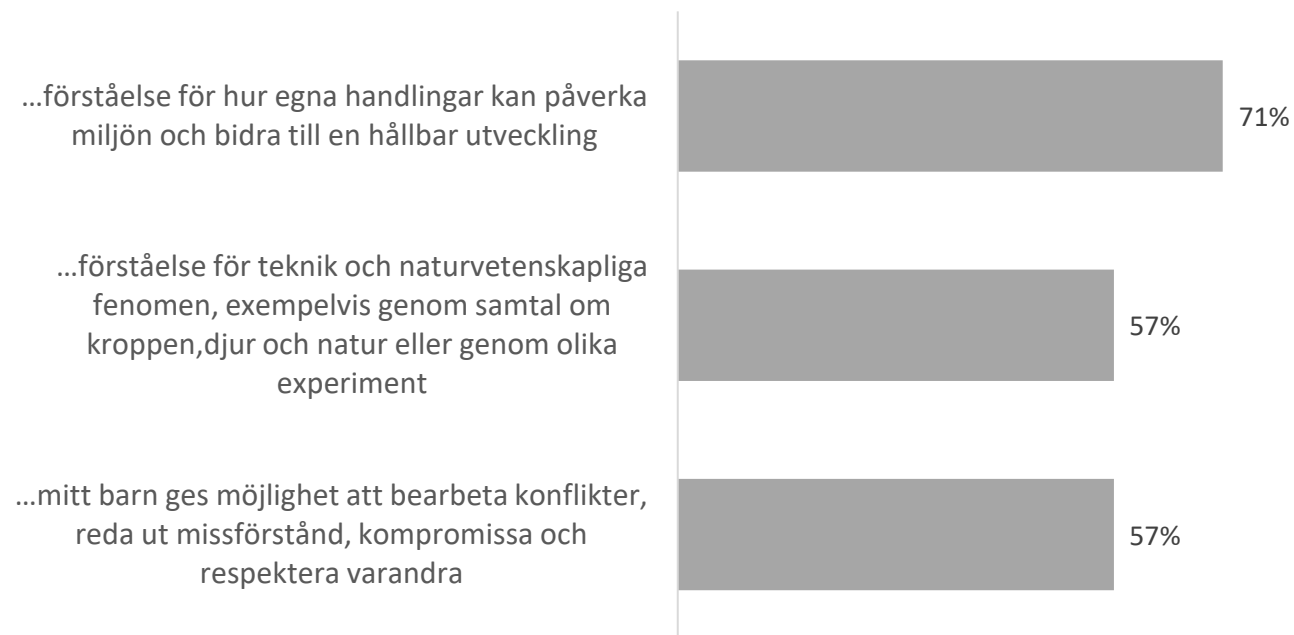 ...förståelse för hur egna handlingar kan påverka
miljön och bidra till en hållbar utveckling
71%
...förståelse för teknik och naturvetenskapliga
fenomen, exempelvis genom samtal om
kroppen,djur och natur eller genom olika
experiment
57%
...mitt barn ges möjlighet att bearbeta konflikter,
reda ut missförstånd, kompromissa och
respektera varandra
57%